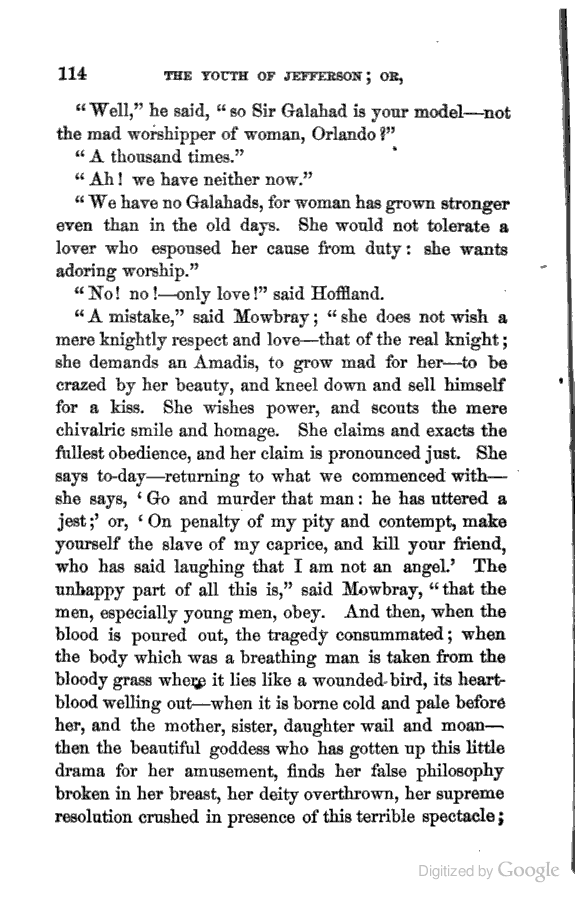 114 THE YOUTH OF JEFFERSON; OR,
"Well," he said, "so Sir Galahad is your model—not
the mad worshipper of woman, Orlando?"
"A thousand times."
"Ah! we have neither now."
"We have no Galahads, for woman has grown stronger
even than in the old days. She would not tolerate a
lover who espoused her cause from duty: she wants
adoring worship."
"No! no!—only love!" said Hoffland.
"A mistake," said Mowbray; "she does not wish a
mere knightly respect and love—that of the real knight;
she demands an Amadis, to grow mad for her—to be
crazed by her beauty, and kneel down and sell himself
for a kiss. She wishes power, and scouts the mere
chivalric smile and homage. She claims and exacts the
fullest obedience, and her claim is pronounced just. She
says to-day—returning to what we commenced with—
she says, 'Go and murder that man: he has uttered a
jest;' or, 'On penalty of my pity and contempt, make
yourself the slave of my caprice, and kill your friend,
who has said laughing that I am not an angel.' The
unhappy part of all this is," said Mowbray, "that the
men, especially young men, obey. And then, when the
blood is poured out, the tragedy consummated; when
the body which was a breathing man is taken from the
bloody grass where it lies like a wounded bird, its heart-
blood welling out—when it is borne cold and pale before
her, and the mother, sister, daughter wail and moan—
then the beautiful goddess who has gotten up this little
drama for her amusement, finds her false philosophy
broken in her breast, her deity overthrown, her supreme
resolution crushed in presence of this terrible spectacle;
Digitized by Google